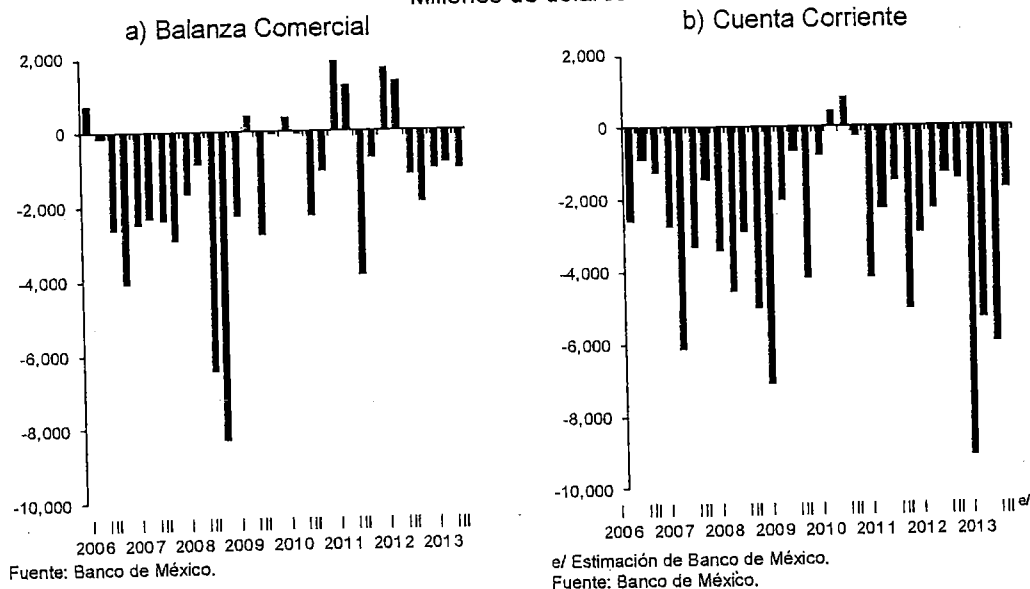 Millones de dólares
a) Balanza Comercial
2,000
0
-2,000
-4,000
-6,000
-8,000
-10,000
I III I III I III I III I III I III I III I III
2006 2007 2008 2009 2010 2011 2012 2013
Fuente: Banco de México.
b) Cuenta Corriente
2,000
0
-2,000
-4,000
-6,000
-8,000
-10,000
I III I III I III I III I III I III I III I III e/
2006 2007 2008 2009 2010 2011 2012 2013
e/ Estimación de Banco de México.
Fuente: Banco de México.